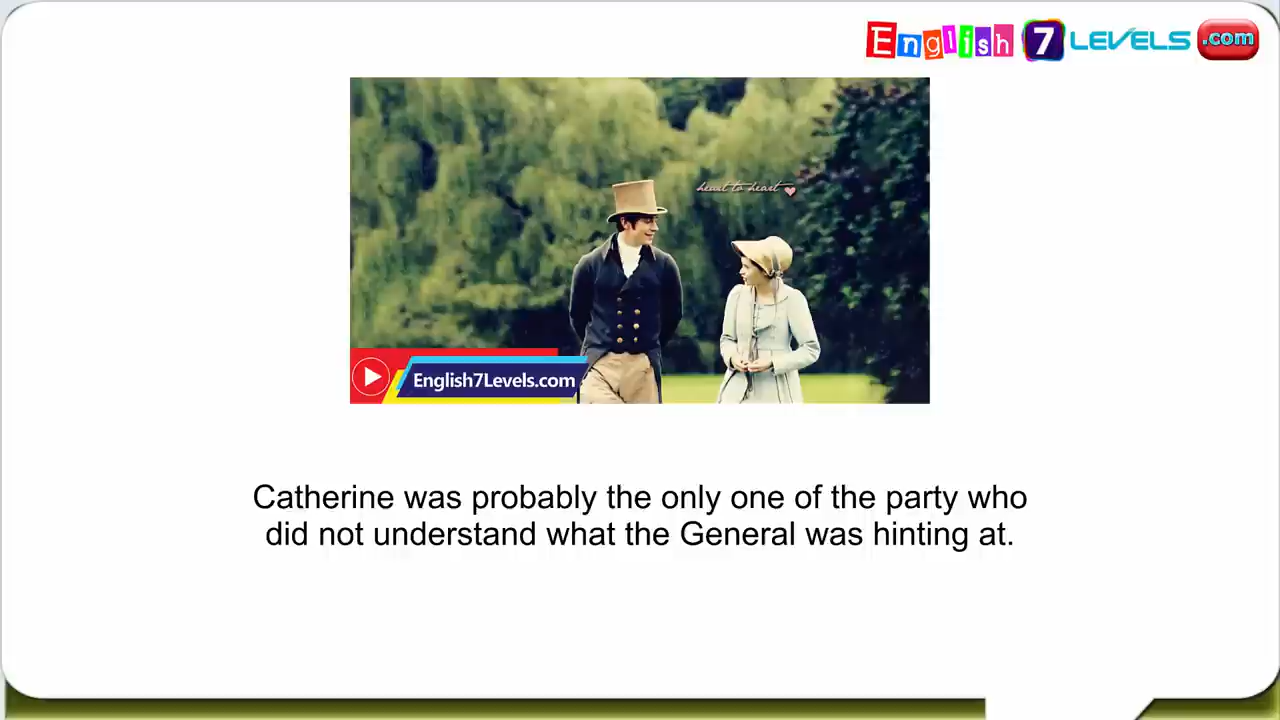 English 7 LEVELS .com
heart to heart
English7Levels.com
Catherine was probably the only one of the party who
did not understand what the General was hinting at.